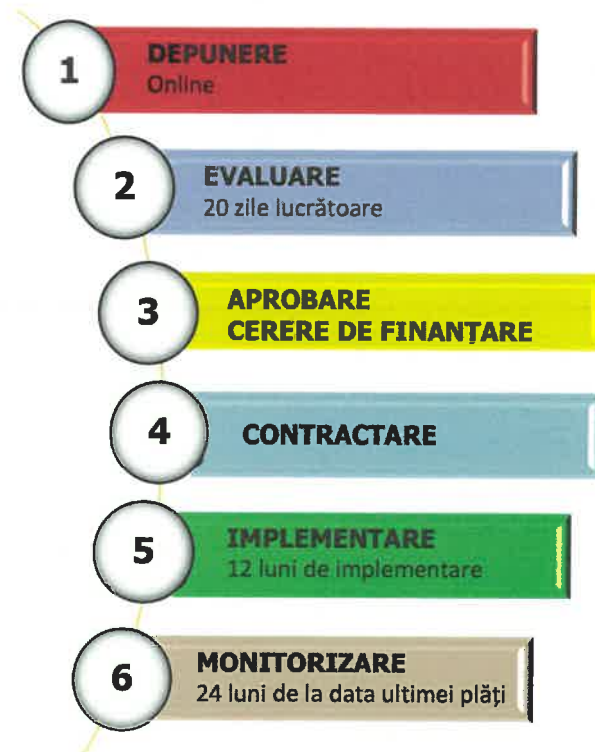 1
DEPUNERE
Online
2
EVALUARE
20 zile lucrătoare
3
APROBARE
CERERE DE FINANȚARE
4
CONTRACTARE
5
IMPLEMENTARE
12 luni de implementare
6
MONITORIZARE
24 luni de la data ultimei plăți